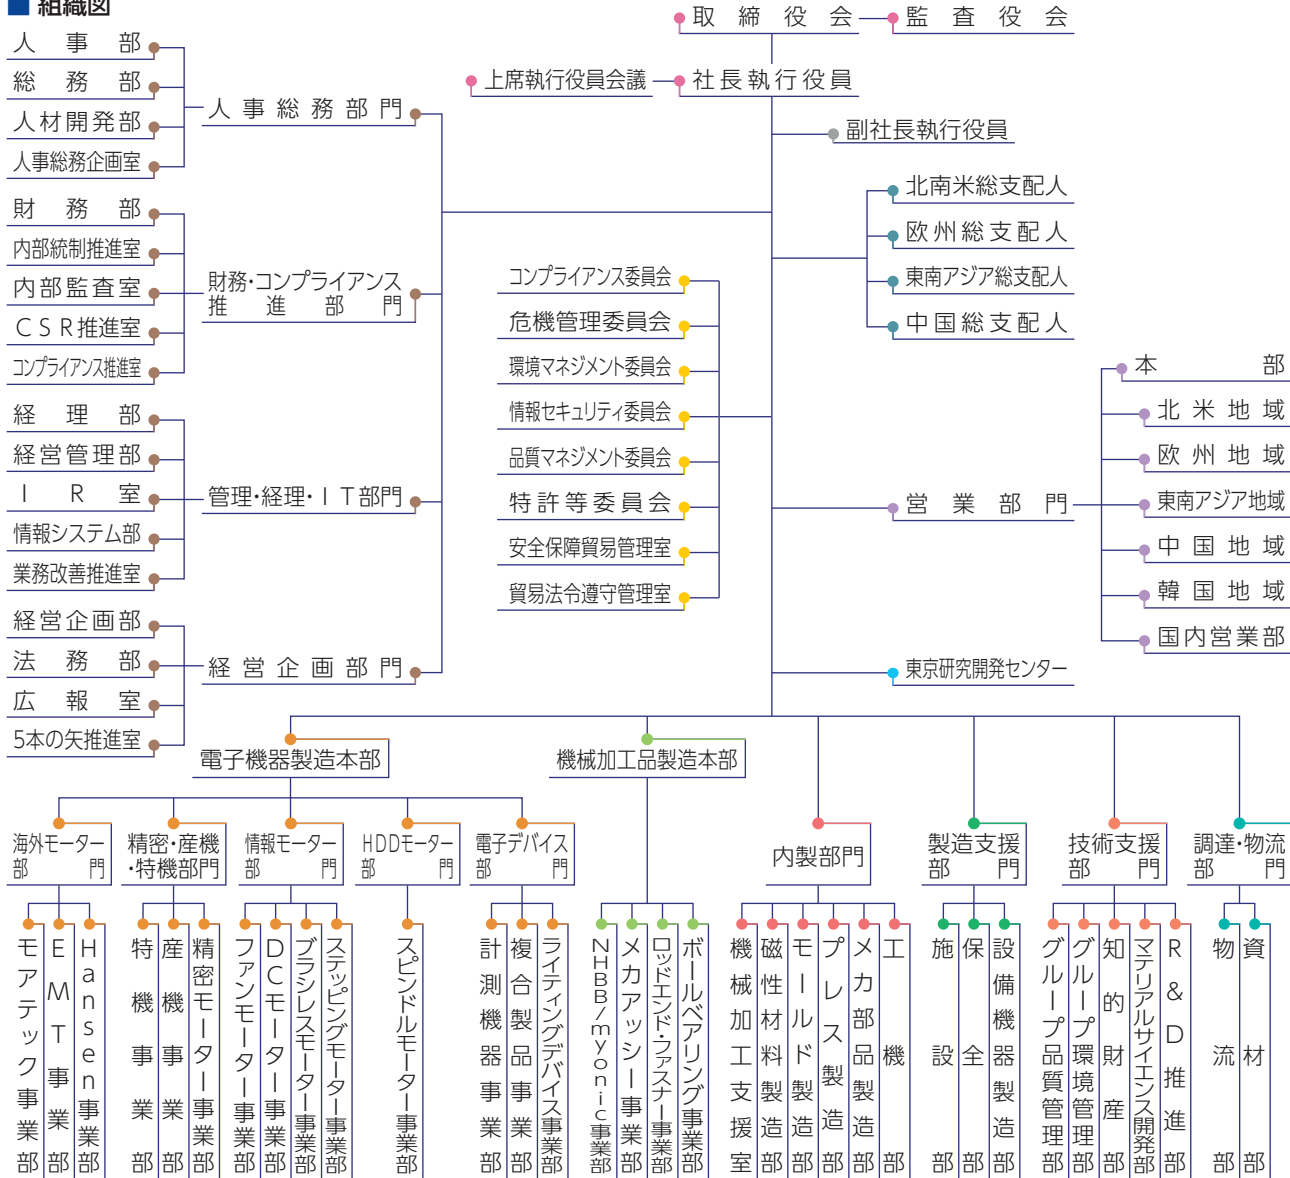 組織図
取締役会
監査役会
上席執行役員会議
社長執行役員
副社長執行役員
人事部
総務部
人材開発部
人事総務企画室
人事総務部門
財務部
内部統制推進室
内部監査室
CSR推進室
コンプライアンス推進室
財務・コンプライアンス
推進部門
経理部
経営管理部
IR室
情報システム部
業務改善推進室
管理・経理・IT部門
経営企画部
法務部
広報室
5本の矢推進室
経営企画部門
コンプライアンス委員会
危機管理委員会
環境マネジメント委員会
情報セキュリティ委員会
品質マネジメント委員会
特許等委員会
安全保障貿易管理室
貿易法令遵守管理室
北南米総支配人
欧州総支配人
東南アジア総支配人
中国総支配人
営業部門
本部
北米地域
欧州地域
東南アジア地域
中国地域
韓国地域
国内営業部
東京研究開発センター
電子機器製造本部
機械加工品製造本部
海外モーター
部門
精密・産機
・特機部門
情報モーター
部門
HDDモーター
部門
電子デバイス
部門
内製部門
製造支援
部門
技術支援
部門
調達・物流
部門
モアテック事業部
EMT事業部
Hansen事業部
特機事業部
産機事業部
精密モーター事業部
ファンモーター事業部
DCモーター事業部
ブラシレスモーター事業部
ステッピングモーター事業部
スピンドルモーター事業部
計測機器事業部
複合製品事業部
ライティングデバイス事業部
NHBB/myonic事業部
メカアッシー事業部
ロッドエンド・ファスナー事業部
ボールベアリング事業部
機械加工支援室
磁性材料製造部
モールド製造部
プレス製造部
メカ部品製造部
工機部
施設部
保全部
設備機器製造部
グループ品質管理部
グループ環境管理部
知的財産部
マテリアルサイエンス開発部
R&D推進部
物流部
資材部